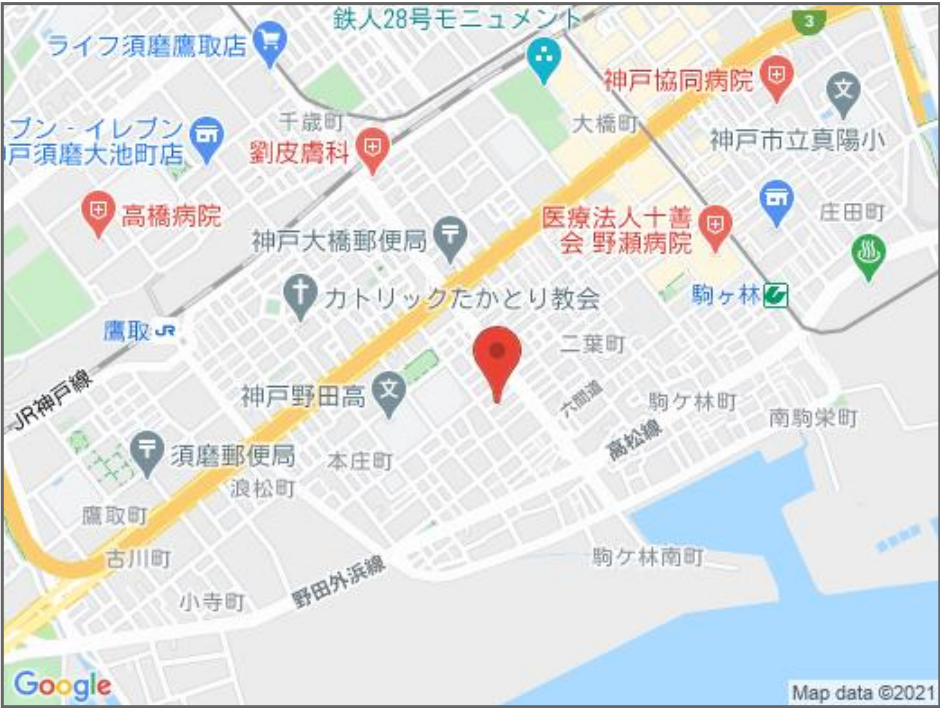 鉄人28号モニュメント
3
ライフ須磨鷹取店
神戸協同病院
文
千歳町
大橋町
ブン - イレブン
戸須磨大池町店
神戸市立真陽小
劉皮膚科
高橋病院
医療法人十善
会 野瀬病院
庄田町
神戸大橋郵便局
カトリックたかとり教会
駒ヶ林
鷹取 JR
二葉町
JR神戸線
神戸野田高
文
六間道
駒ケ林町
南駒栄町
高松線
須磨郵便局
本庄町
浪松町
鷹取町
古川町
駒ケ林南町
野田外浜線
小寺町
Google
Map data ©2021